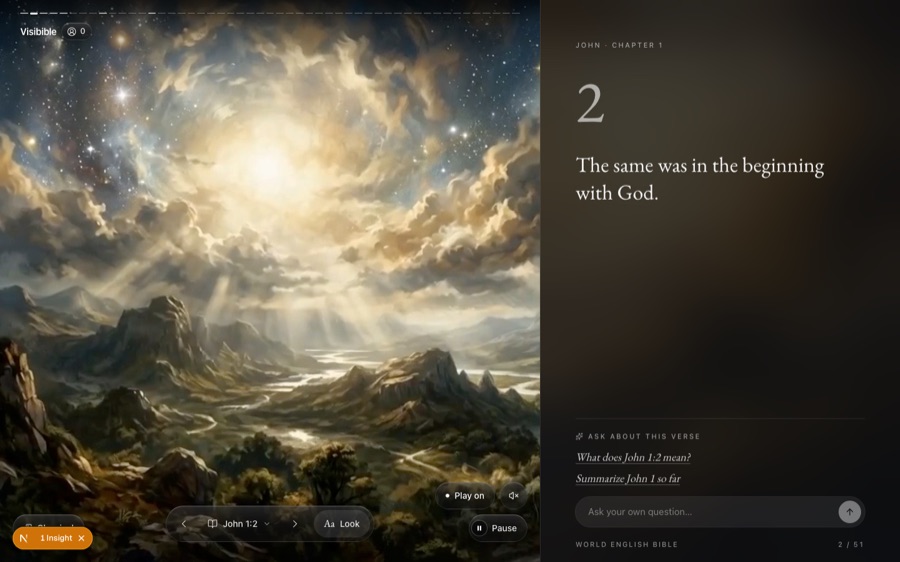 Visibible
0
JOHN · CHAPTER 1
2
The same was in the beginning
with God.
ASK ABOUT THIS VERSE
What does John 1:2 mean?
Summarize John 1 so far
Play on
John 1:2
Aa Look
Pause
Ask your own question...
N 1 Insight
WORLD ENGLISH BIBLE
2 / 51